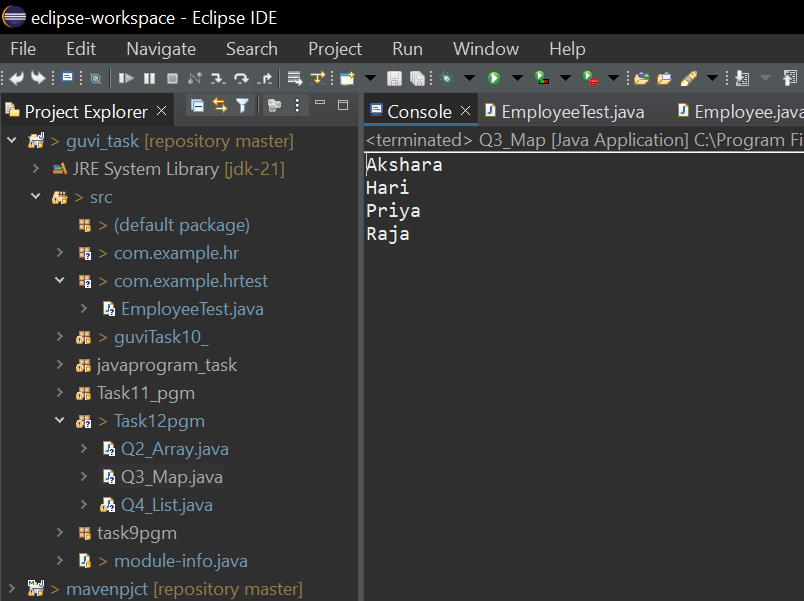 eclipse-workspace - Eclipse IDE
File Edit Navigate Search Project Run Window Help
Project Explorer
Console EmployeeTest.java Employee.java
<terminated> Q3_Map [Java Application] C:\Program Fi
> guvi_task [repository master]
JRE System Library [jdk-21]
> src
> (default package)
> com.example.hr
> com.example.hrtest
EmployeeTest.java
> guviTask10_
javaprogram_task
Task11_pgm
> Task12pgm
Q2_Array.java
Q3_Map.java
Q4_List.java
task9pgm
> module-info.java
> mavenpjct [repository master]
Akshara
Hari
Priya
Raja